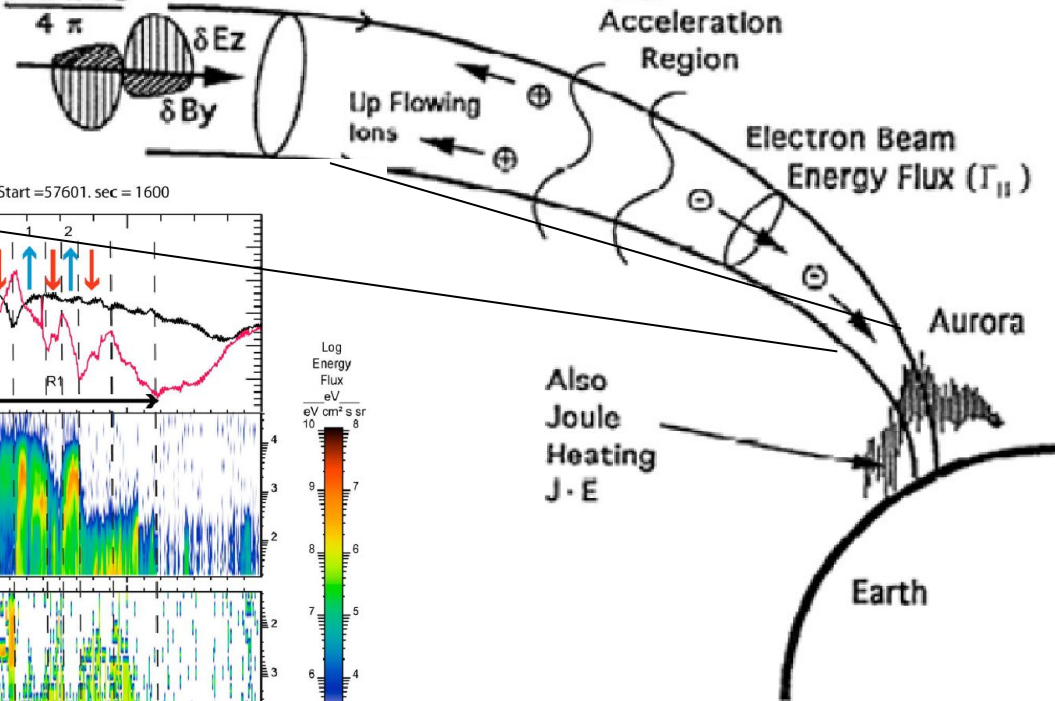 4 π
δEz
δBy
Acceleration
Region
Up Flowing
Ions
Electron Beam
Energy Flux (Γ||)
Start =57601. sec = 1600
1 2
R1
Log
Energy
Flux
eV
eV cm² s sr
10 8
9 7
8 6
7 5
6 4
4
3
2
2
3
Aurora
Also
Joule
Heating
J · E
Earth